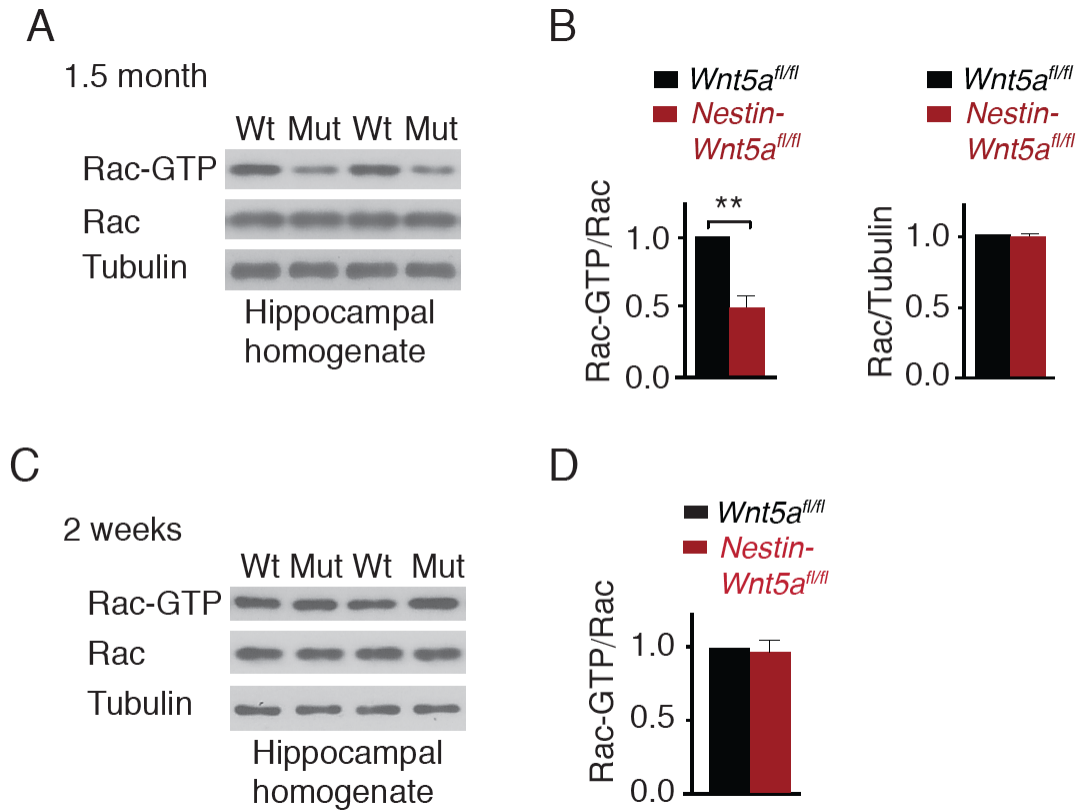 A
1.5 month
Wt Mut Wt Mut
Rac-GTP
Rac
Tubulin
Hippocampal
homogenate
B
Wnt5afl/fl
Nestin-
Wnt5afl/fl
**
Rac-GTP/Rac
1.0
0.5
0.0
Wnt5afl/fl
Nestin-
Wnt5afl/fl
Rac/Tubulin
1.0
0.5
0.0
C
2 weeks
Wt Mut Wt Mut
Rac-GTP
Rac
Tubulin
Hippocampal
homogenate
D
Wnt5afl/fl
Nestin-
Wnt5afl/fl
Rac-GTP/Rac
1.0
0.5
0.0